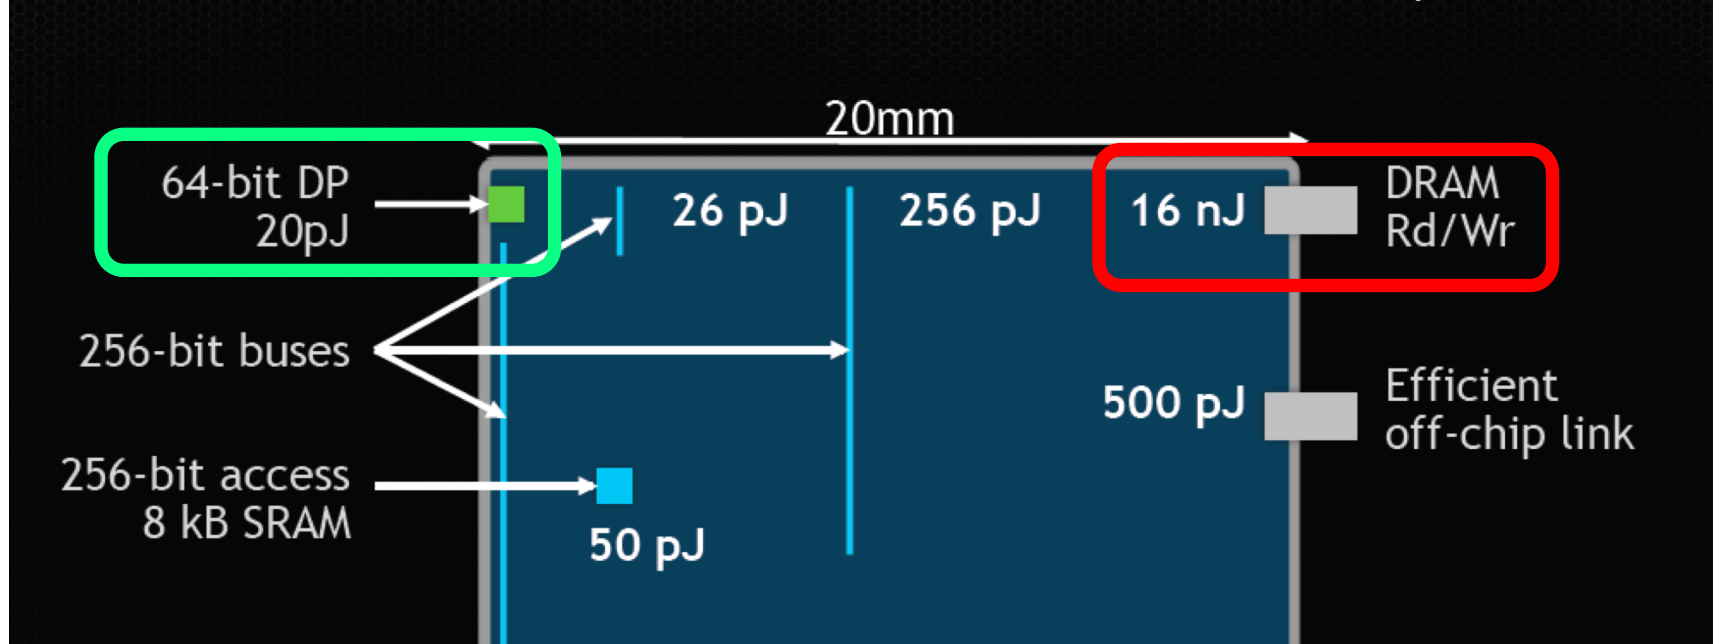 20mm
64-bit DP
20pJ
26 pJ
256 pJ
16 nJ
DRAM
Rd/Wr
256-bit buses
500 pJ
Efficient
off-chip link
256-bit access
8 kB SRAM
50 pJ